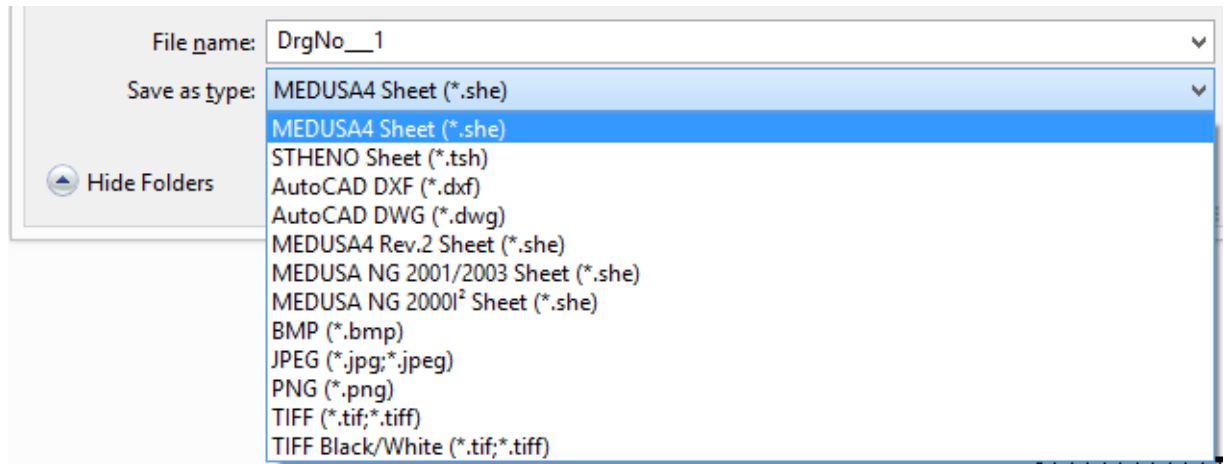 File name: DrgNo__1
Save as type: MEDUSA4 Sheet (*.she)
MEDUSA4 Sheet (*.she)
STHENO Sheet (*.tsh)
Hide Folders
AutoCAD DXF (*.dxf)
AutoCAD DWG (*.dwg)
MEDUSA4 Rev.2 Sheet (*.she)
MEDUSA NG 2001/2003 Sheet (*.she)
MEDUSA NG 2000I² Sheet (*.she)
BMP (*.bmp)
JPEG (*.jpg;*.jpeg)
PNG (*.png)
TIFF (*.tif;*.tiff)
TIFF Black/White (*.tif;*.tiff)